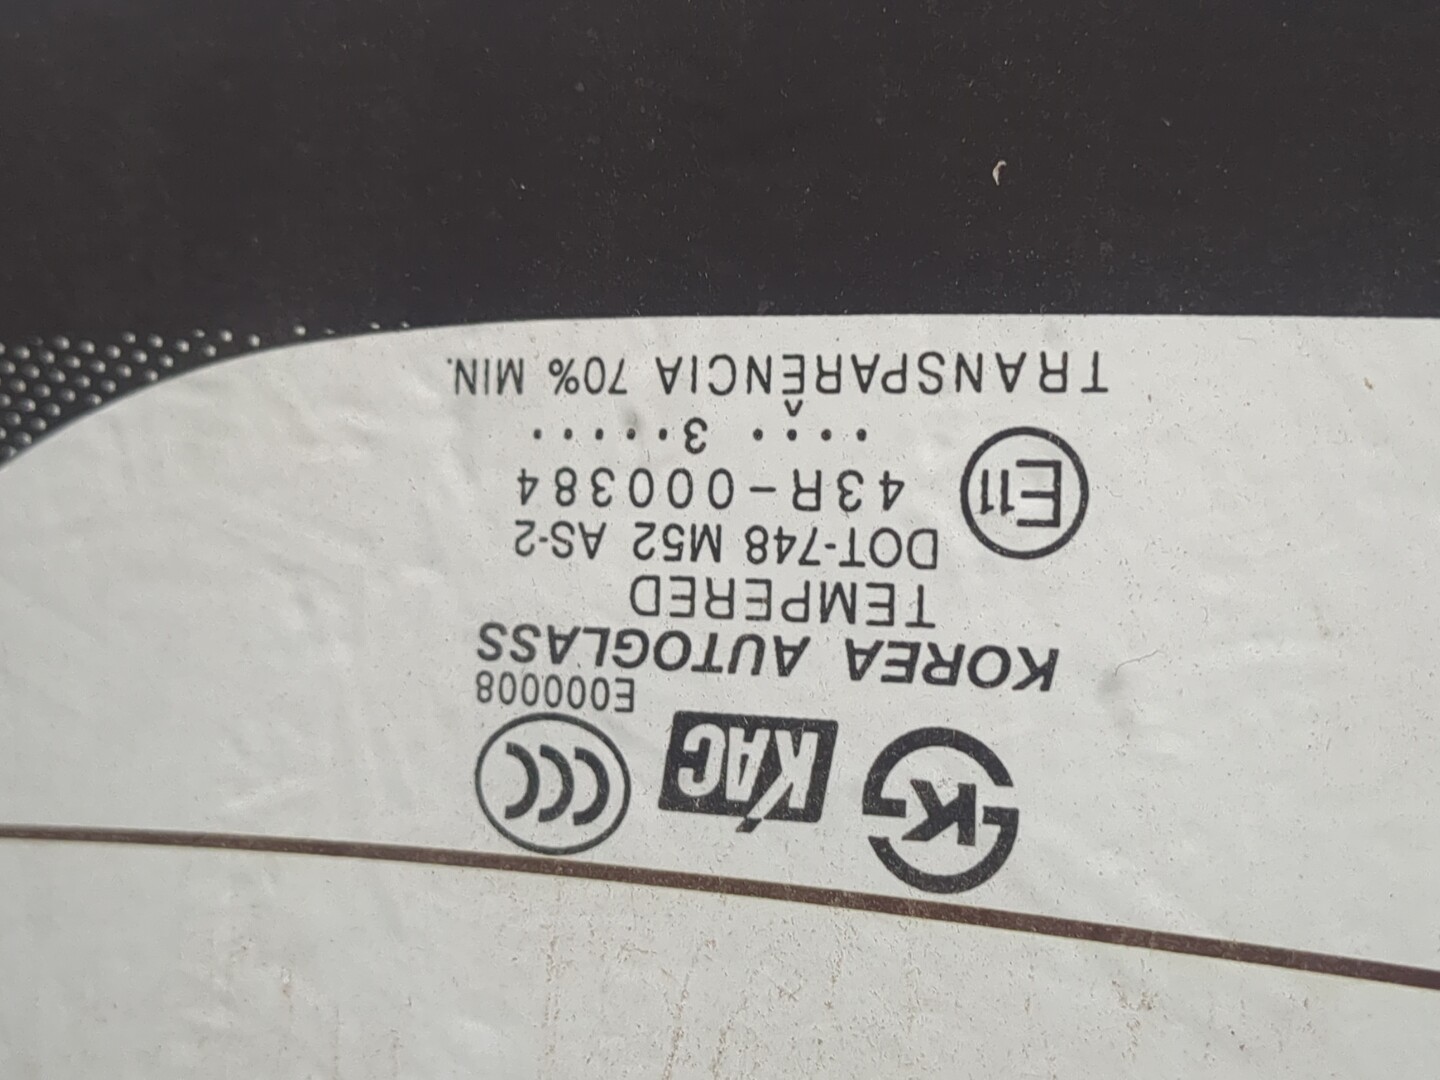 K KAC CCC
E000008
KOREA AUTOGLASS
TEMPERED
DOT-748 M52 AS-2
E11 43R-000384
.... 3.....
TRANSPARÊNCIA 70% MIN.